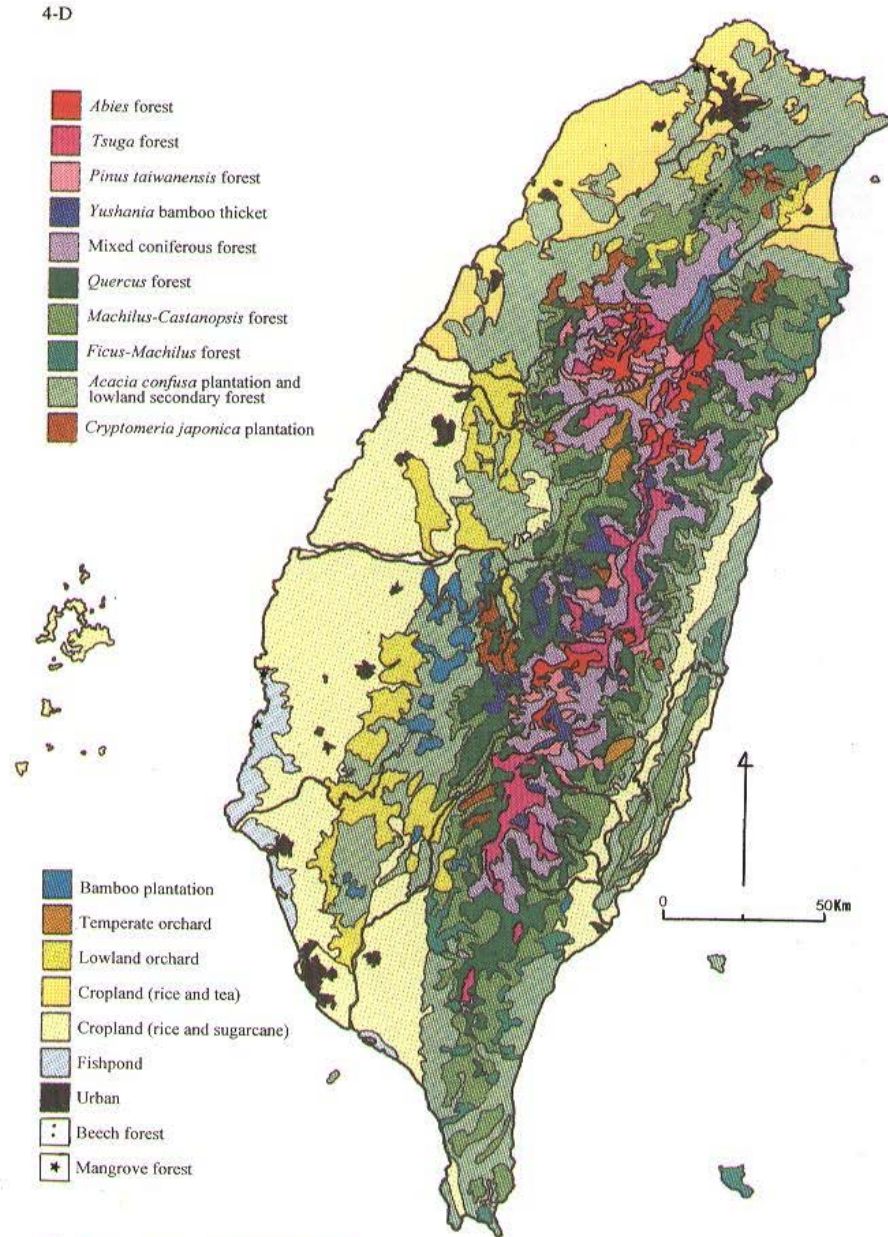 4-D
Abies forest
Tsuga forest
Pinus taiwanensis forest
Yushania bamboo thicket
Mixed coniferous forest
Quercus forest
Machilus-Castanopsis forest
Ficus-Machilus forest
Acacia confusa plantation and
lowland secondary forest
Cryptomeria japonica plantation
Bamboo plantation
Temperate orchard
Lowland orchard
Cropland (rice and tea)
Cropland (rice and sugarcane)
Fishpond
Urban
Beech forest
Mangrove forest
0 50 Km